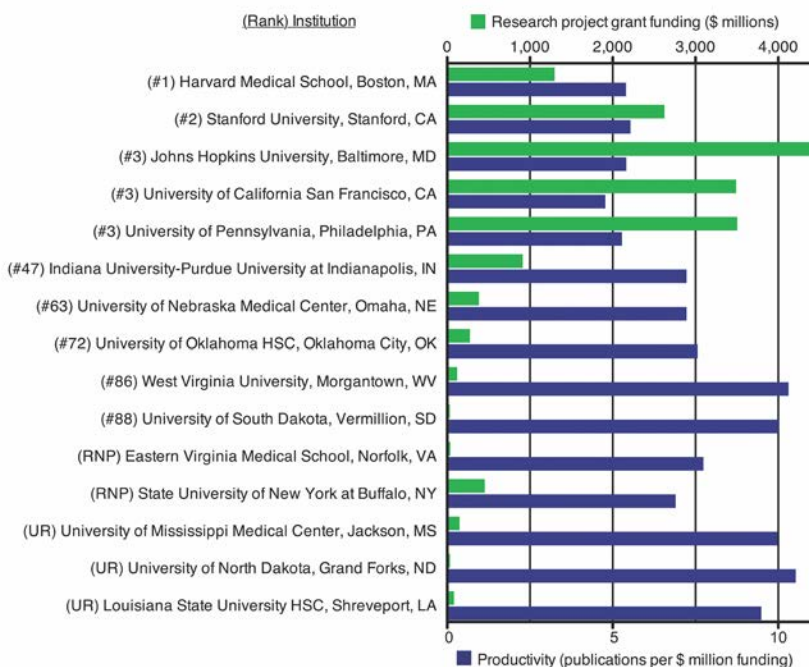 (Rank) Institution
Research project grant funding ($ millions)
0 1,000 2,000 3,000 4,000
(#1) Harvard Medical School, Boston, MA
(#2) Stanford University, Stanford, CA
(#3) Johns Hopkins University, Baltimore, MD
(#3) University of California San Francisco, CA
(#3) University of Pennsylvania, Philadelphia, PA
(#47) Indiana University-Purdue University at Indianapolis, IN
(#63) University of Nebraska Medical Center, Omaha, NE
(#72) University of Oklahoma HSC, Oklahoma City, OK
(#86) West Virginia University, Morgantown, WV
(#88) University of South Dakota, Vermillion, SD
(RNP) Eastern Virginia Medical School, Norfolk, VA
(RNP) State University of New York at Buffalo, NY
(UR) University of Mississippi Medical Center, Jackson, MS
(UR) University of North Dakota, Grand Forks, ND
(UR) Louisiana State University HSC, Shreveport, LA
0 5 10
Productivity (publications per $ million funding)